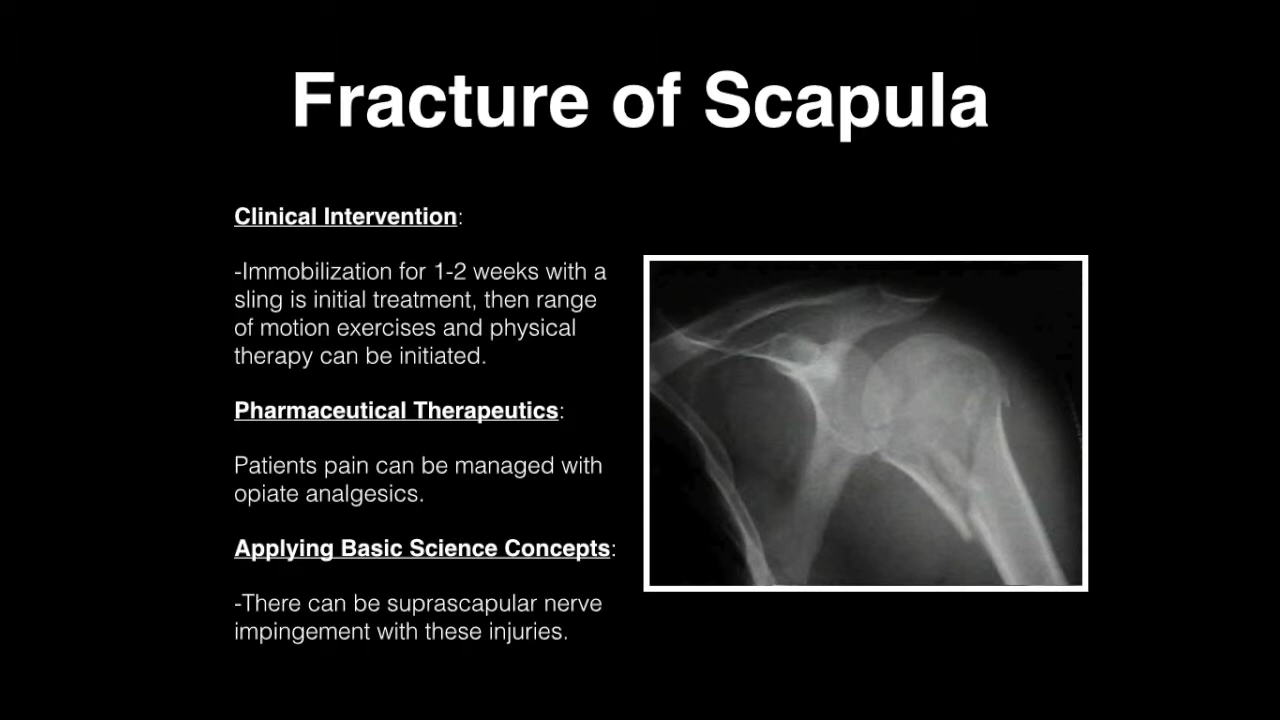 Fracture of Scapula
Clinical Intervention:
-Immobilization for 1-2 weeks with a
sling is initial treatment, then range
of motion exercises and physical
therapy can be initiated.
Pharmaceutical Therapeutics:
Patients pain can be managed with
opiate analgesics.
Applying Basic Science Concepts:
-There can be suprascapular nerve
impingement with these injuries.